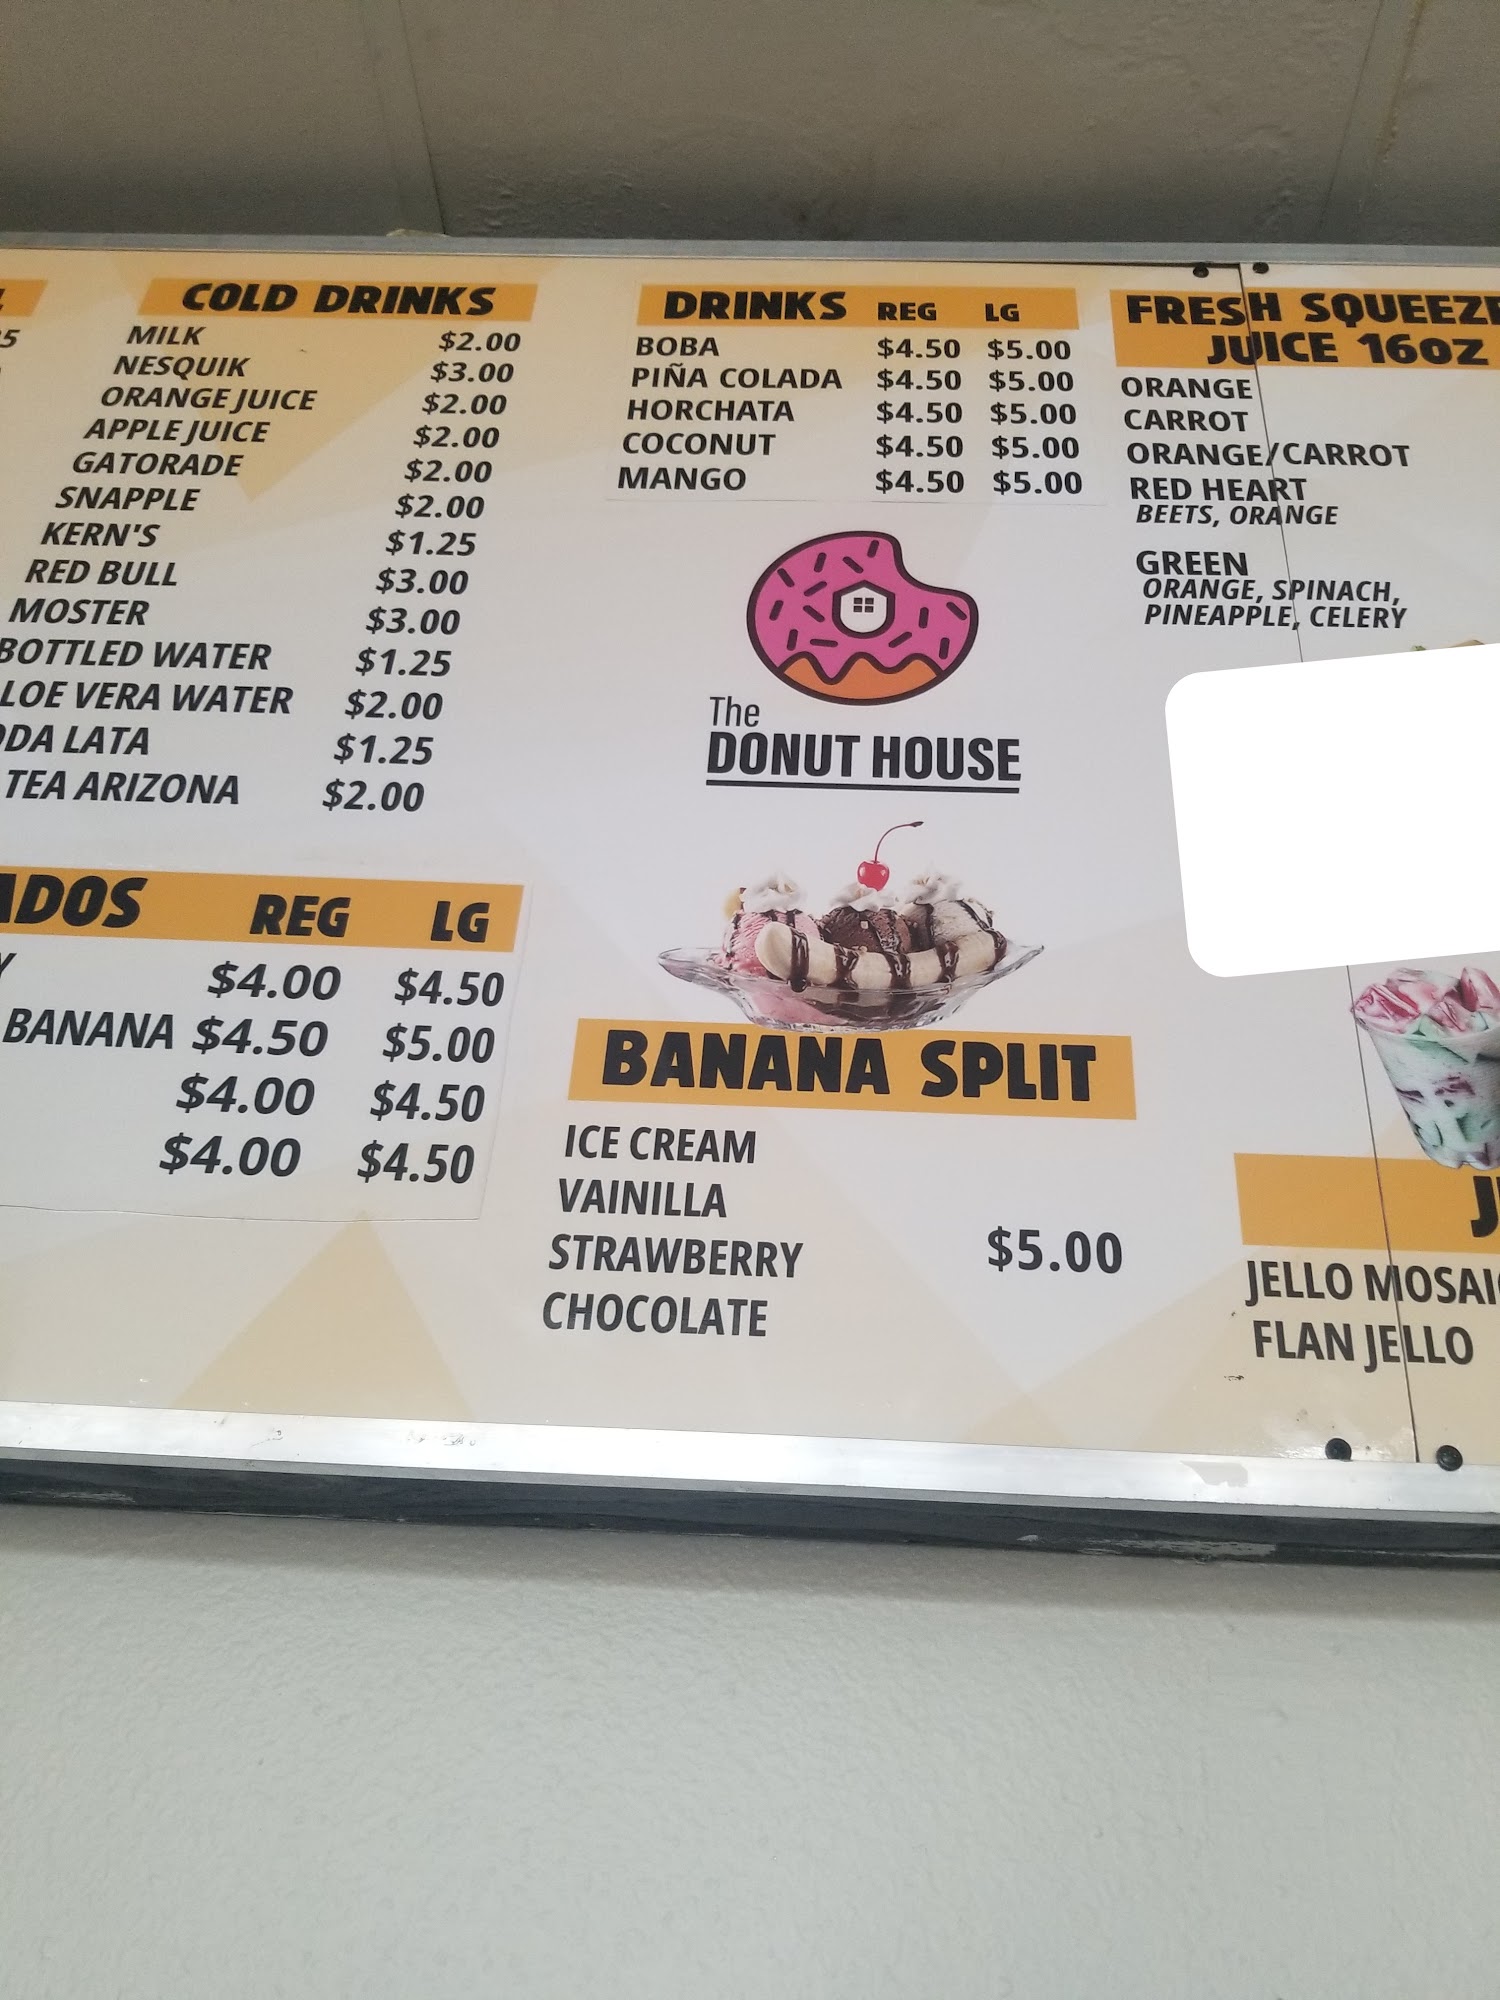 5
COLD DRINKS
MILK $2.00
NESQUIK $3.00
ORANGE JUICE $2.00
APPLE JUICE $2.00
GATORADE $2.00
SNAPPLE $2.00
KERN'S $1.25
RED BULL $3.00
MOSTER $3.00
BOTTLED WATER $1.25
LOE VERA WATER $2.00
ODA LATA $1.25
TEA ARIZONA $2.00
ADOS REG LG
Y $4.00 $4.50
BANANA $4.50 $5.00
$4.00 $4.50
$4.00 $4.50
DRINKS REG LG
BOBA $4.50 $5.00
PIÑA COLADA $4.50 $5.00
HORCHATA $4.50 $5.00
COCONUT $4.50 $5.00
MANGO $4.50 $5.00
The
DONUT HOUSE
BANANA SPLIT
ICE CREAM
VAINILLA
STRAWBERRY $5.00
CHOCOLATE
FRESH SQUEEZE
JUICE 16OZ
ORANGE
CARROT
ORANGE/CARROT
RED HEART
BEETS, ORANGE
GREEN
ORANGE, SPINACH,
PINEAPPLE, CELERY
J
JELLO MOSAI
FLAN JELLO